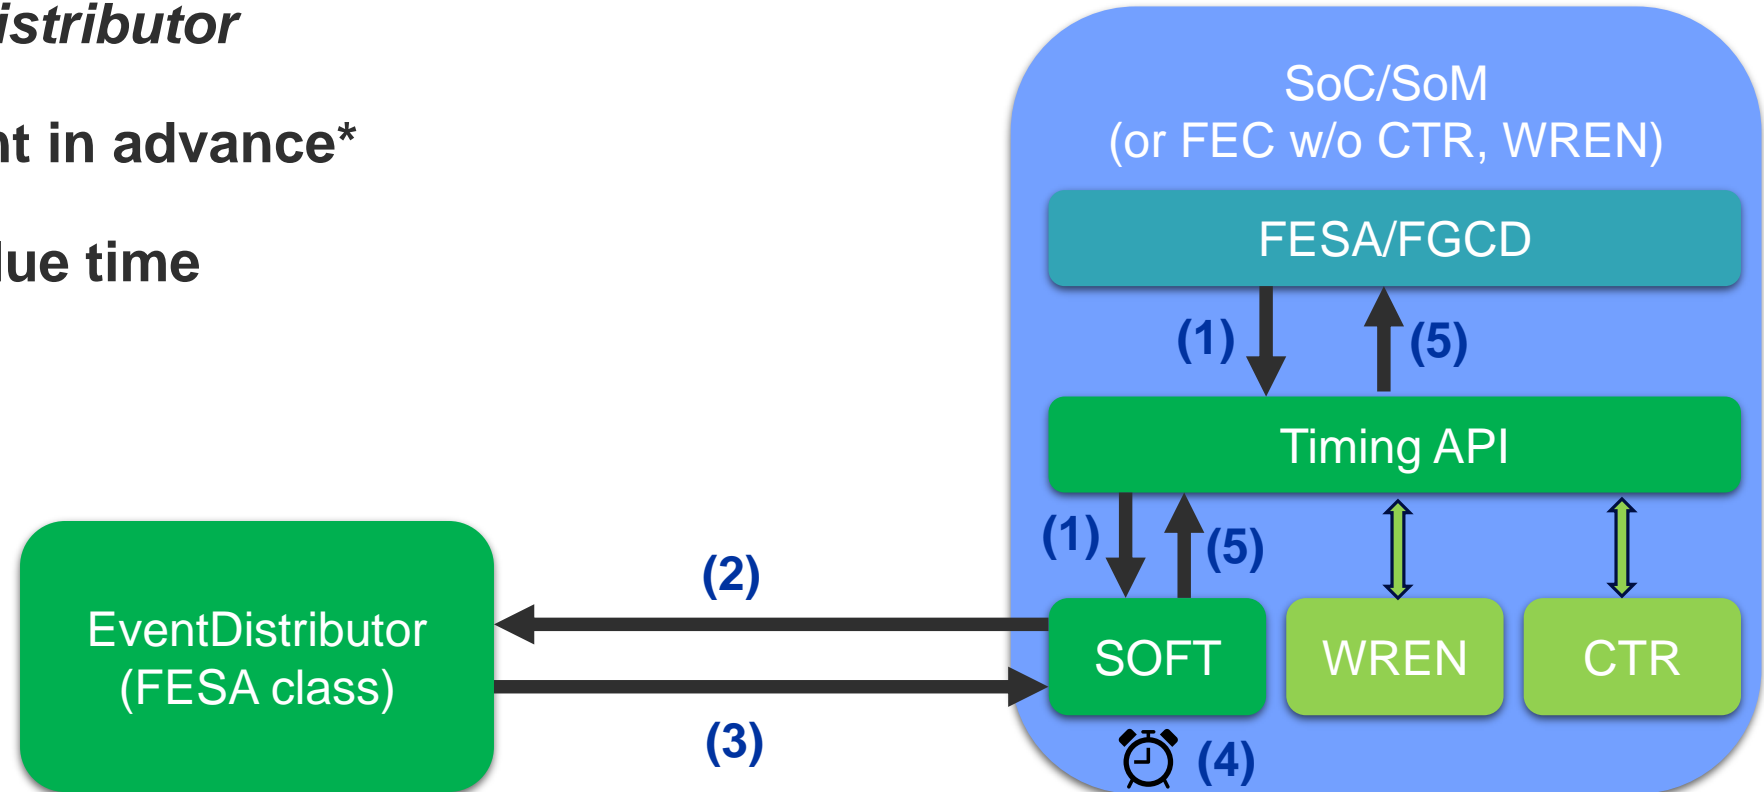 istributor
nt in advance*
lue time
SoC/SoM
(or FEC w/o CTR, WREN)
FESA/FGCD
(1)
(5)
Timing API
(1)
(5)
(2)
EventDistributor
(FESA class)
SOFT
WREN
CTR
(3)
(4)